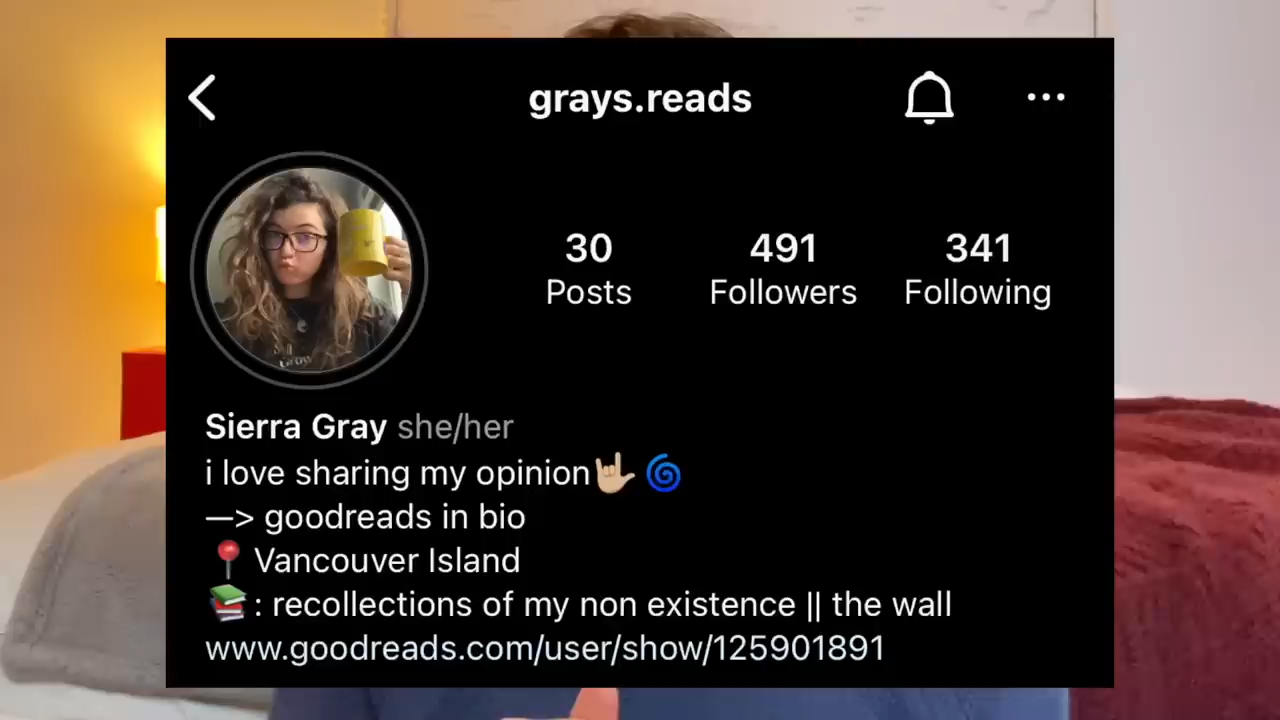 grays.reads
30 491 341
Posts Followers Following
Sierra Gray she/her
i love sharing my opinion🤟🏼 🌀
—> goodreads in bio
📍 Vancouver Island
📚 : recollections of my non existence || the wall
www.goodreads.com/user/show/125901891